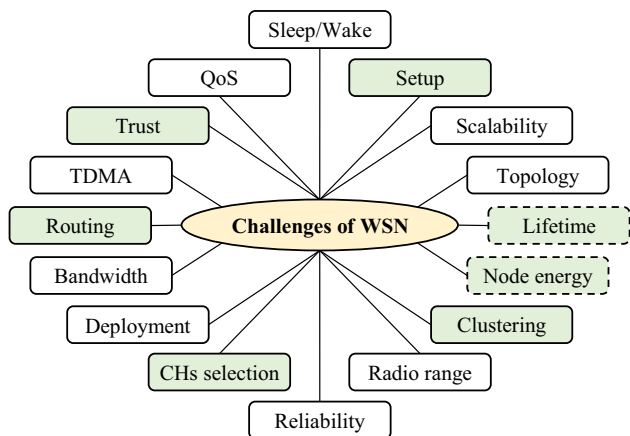 Sleep/Wake
QoS
Setup
Trust
Scalability
TDMA
Topology
Routing
Challenges of WSN
Lifetime
Bandwidth
Node energy
Deployment
Clustering
CHs selection
Radio range
Reliability